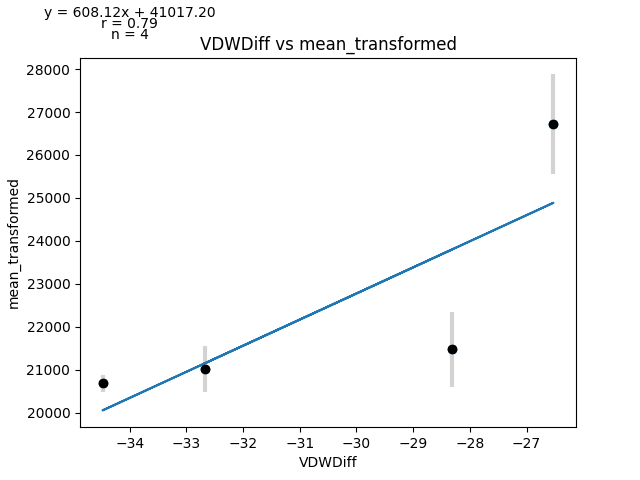 y = 608.12x + 41017.20
r = 0.79
n = 4
VDWDiff vs mean_transformed
28000
27000
26000
25000
24000
23000
22000
21000
20000
mean_transformed
−34
−33
−32
−31
−30
−29
−28
−27
VDWDiff